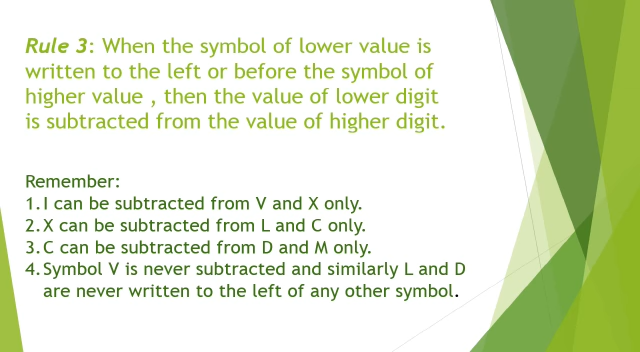 Rule 3: When the symbol of lower value is
written to the left or before the symbol of
higher value , then the value of lower digit
is subtracted from the value of higher digit.
Remember:
1.I can be subtracted from V and X only.
2.X can be subtracted from L and C only.
3.C can be subtracted from D and M only.
4.Symbol V is never subtracted and similarly L and D
are never written to the left of any other symbol.